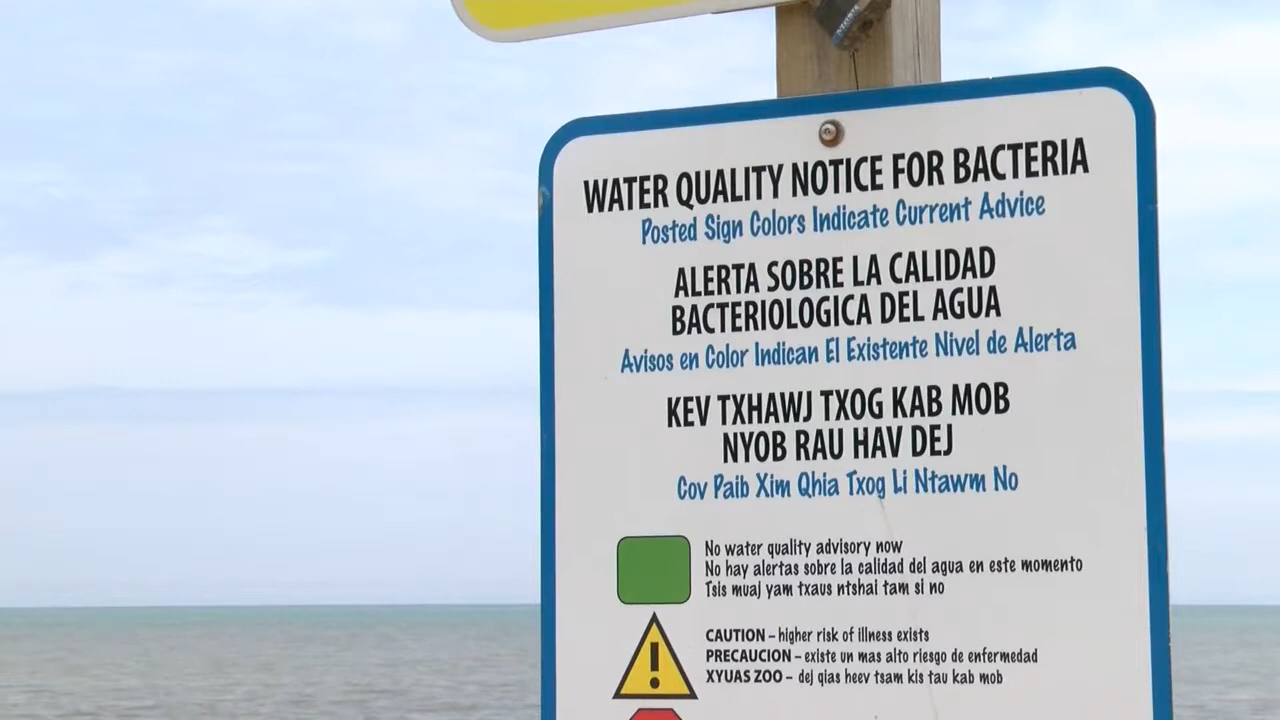 WATER QUALITY NOTICE FOR BACTERIA
Posted Sign Colors Indicate Current Advice
ALERTA SOBRE LA CALIDAD
BACTERIOLOGICA DEL AGUA
Avisos en Color Indican El Existente Nivel de Alerta
KEV TXHAWJ TXOG KAB MOB
NYOB RAU HAV DEJ
Cov Paib Xim Qhia Txog Li Ntawm No
No water quality advisory now
No hay alertas sobre la calidad del agua en este momento
Tsis muaj yam txaus ntshai tam si no
CAUTION – higher risk of illness exists
PRECAUCION – existe un mas alto riesgo de enfermedad
XYUAS ZOO – dej qias heev tsam kis tau kab mob